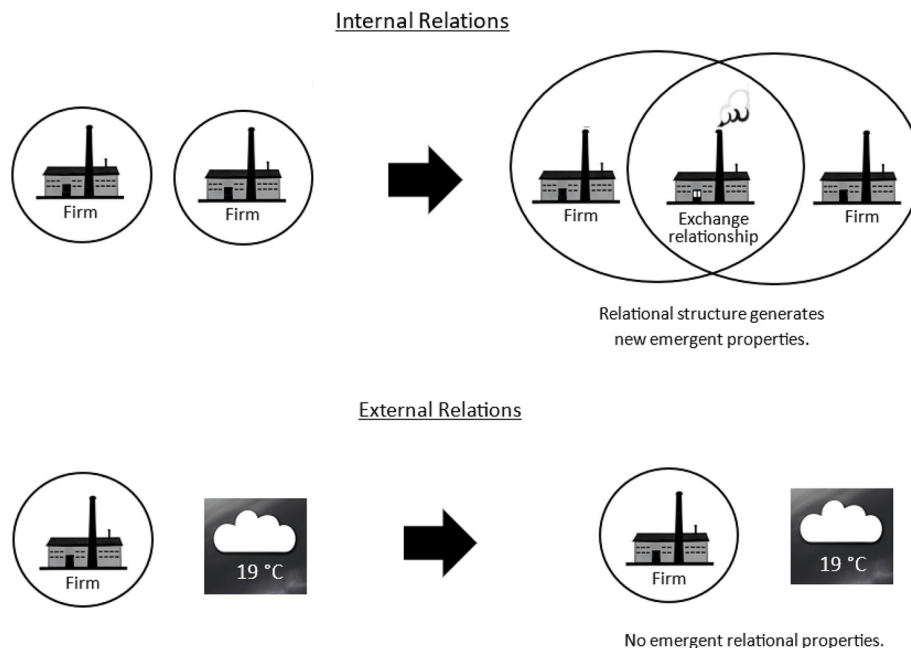 Internal Relations
Firm
Firm
Firm
Exchange
relationship
Firm
Relational structure generates
new emergent properties.
External Relations
Firm
19 °C
Firm
19 °C
No emergent relational properties.